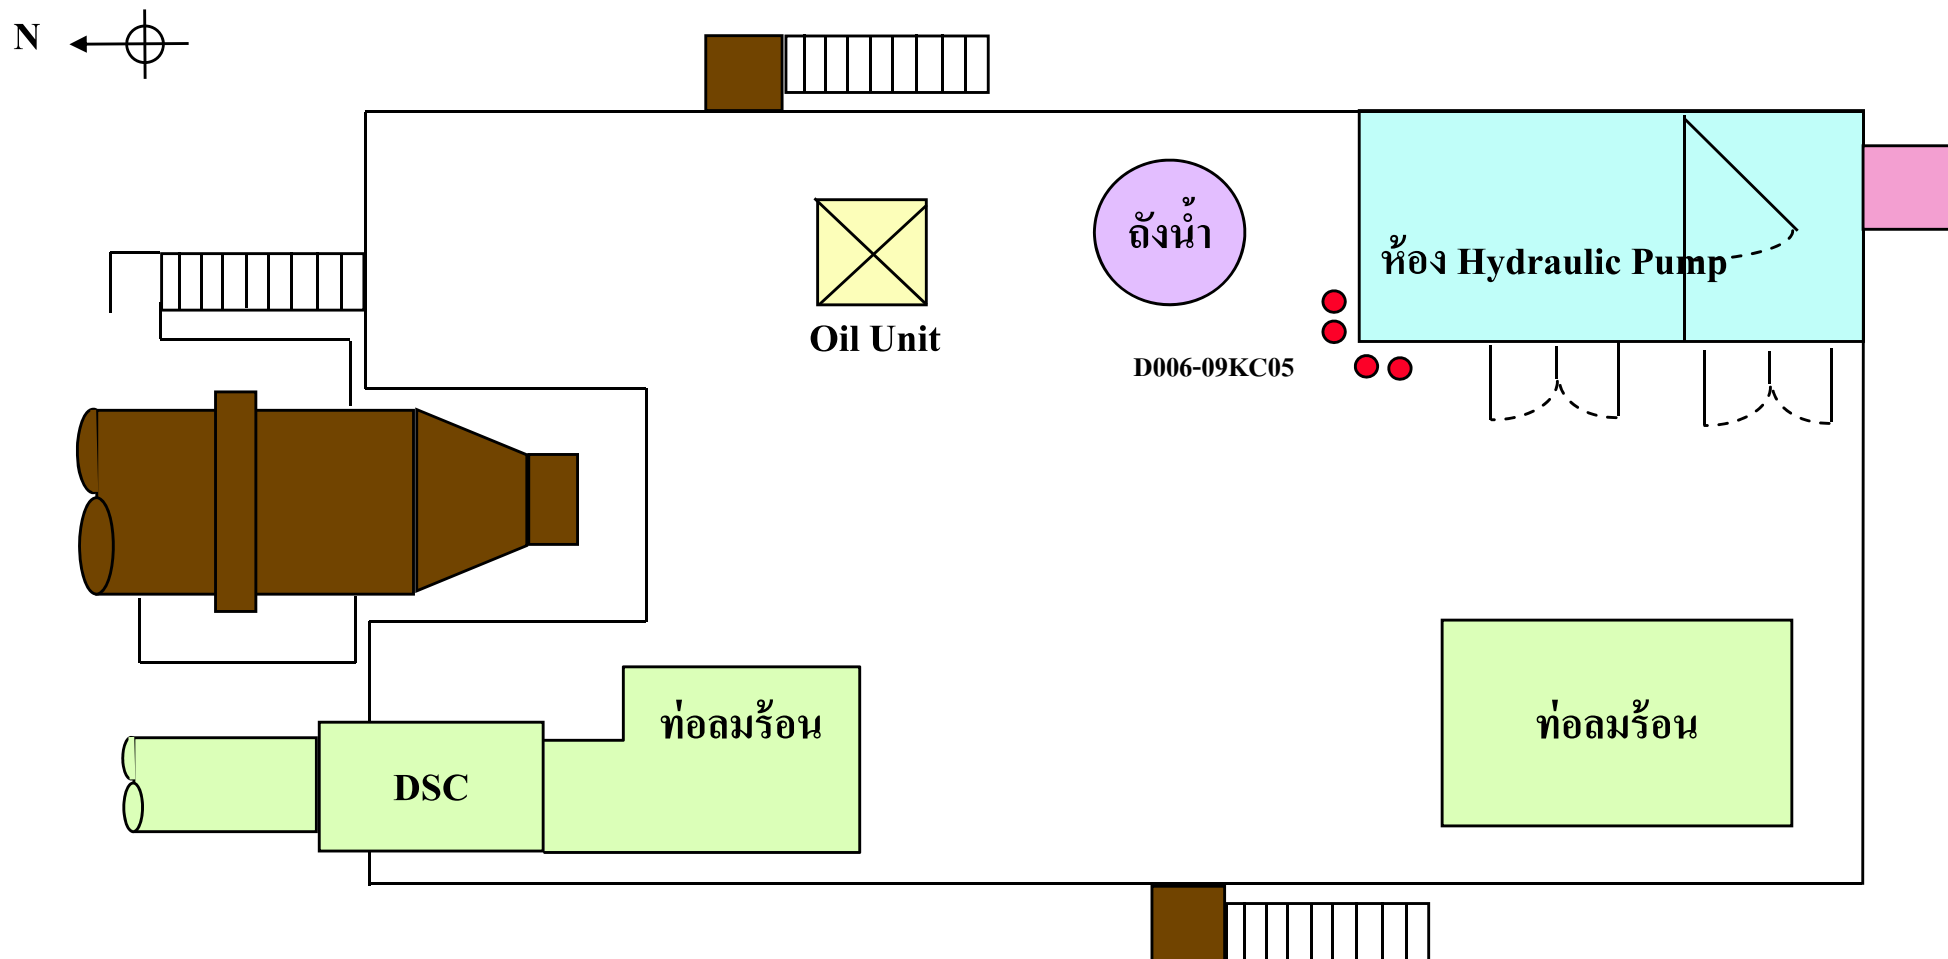 N
ถังน้ำ
ห้อง Hydraulic Pump
Oil Unit
D006-09KC05
ท่อลมร้อน
ท่อลมร้อน
DSC